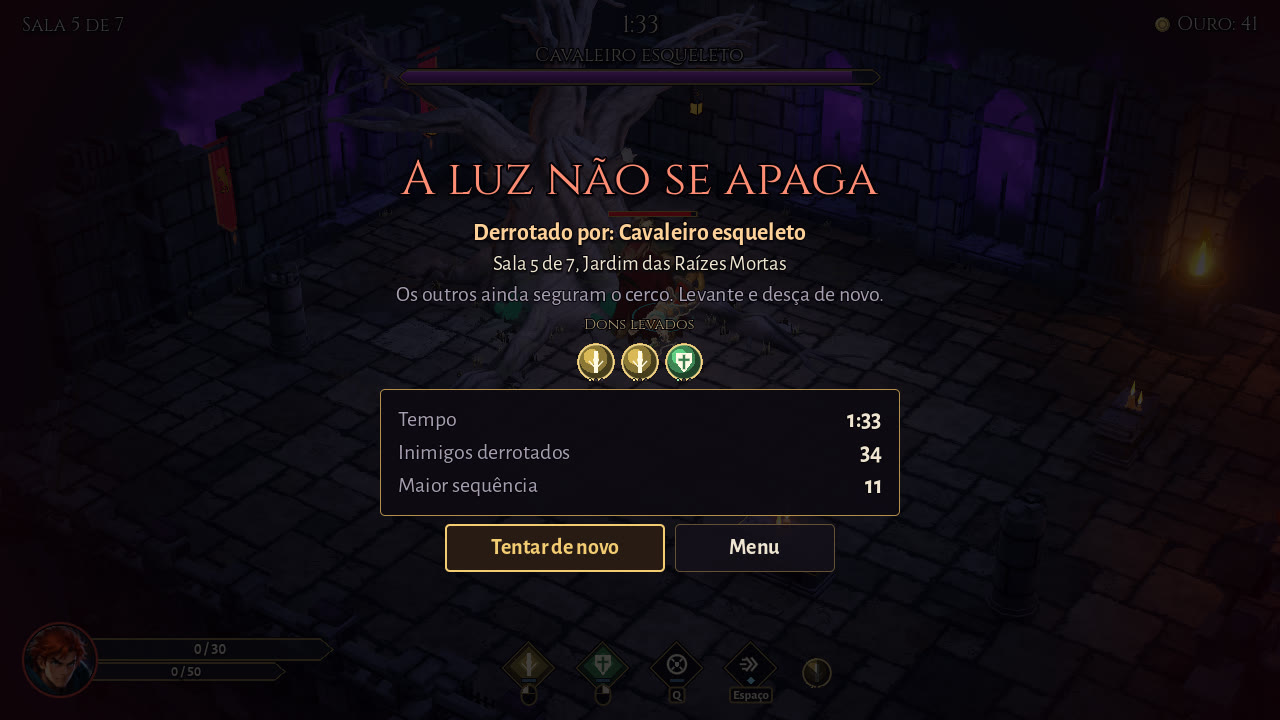 Sala 5 de 7
1:33
Ouro: 41
Cavaleiro esqueleto
A luz não se apaga
Derrotado por: Cavaleiro esqueleto
Sala 5 de 7, Jardim das Raízes Mortas
Os outros ainda seguram o cerco. Levante e desça de novo.
Dons levados
Tempo 1:33
Inimigos derrotados 34
Maior sequência 11
Tentar de novo
Menu
0 / 30
0 / 50
Q
Espaço